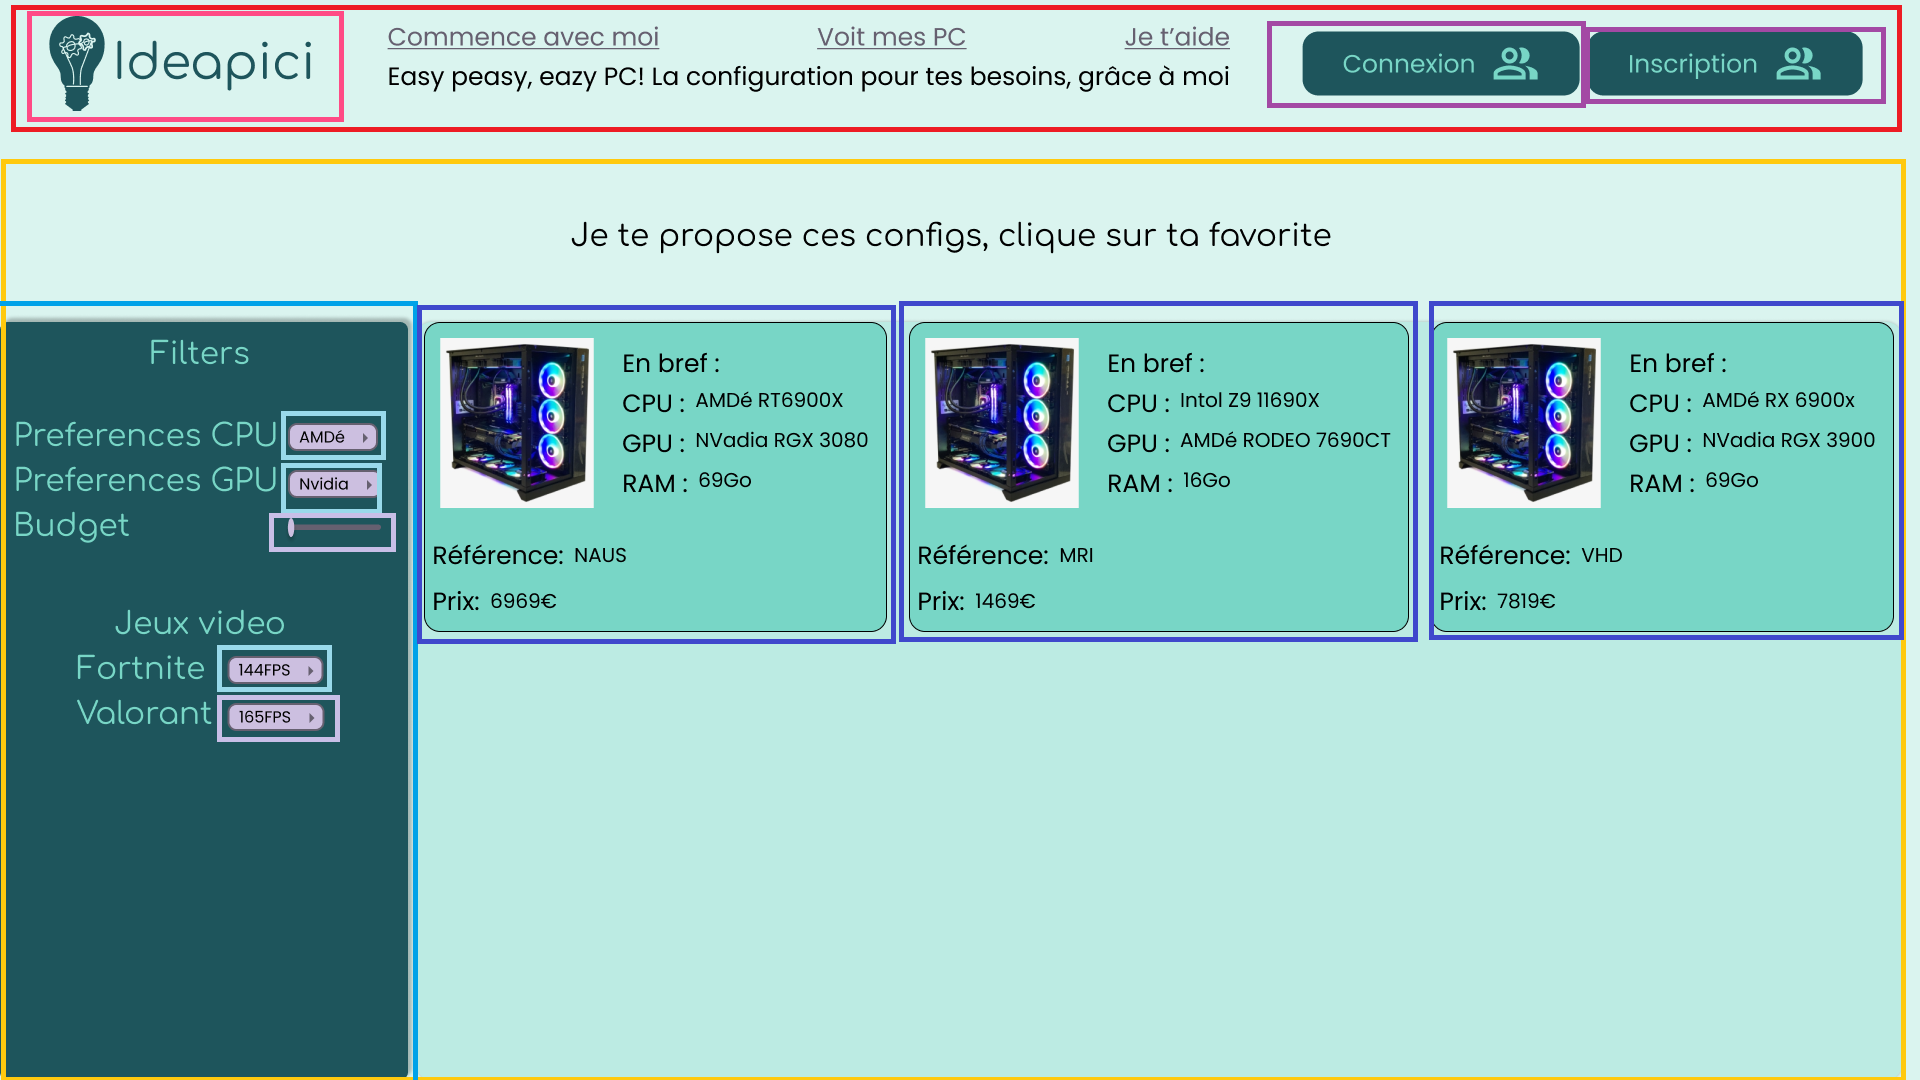 Ideapici
Commence avec moi
Voit mes PC
Je t’aide
Easy peasy, eazy PC! La configuration pour tes besoins, grâce à moi
Connexion
Inscription
Je te propose ces configs, clique sur ta favorite
Filters
Preferences CPU AMDé
Preferences GPU Nvidia
Budget
Jeux video
Fortnite 144FPS
Valorant 165FPS
En bref :
CPU : AMDé RT6900X
GPU : NVadia RGX 3080
RAM : 69Go
Référence: NAUS
Prix: 6969€
En bref :
CPU : Intol Z9 11690X
GPU : AMDé RODEO 7690CT
RAM : 16Go
Référence: MRI
Prix: 1469€
En bref :
CPU : AMDé RX 6900x
GPU : NVadia RGX 3900
RAM : 69Go
Référence: VHD
Prix: 7819€